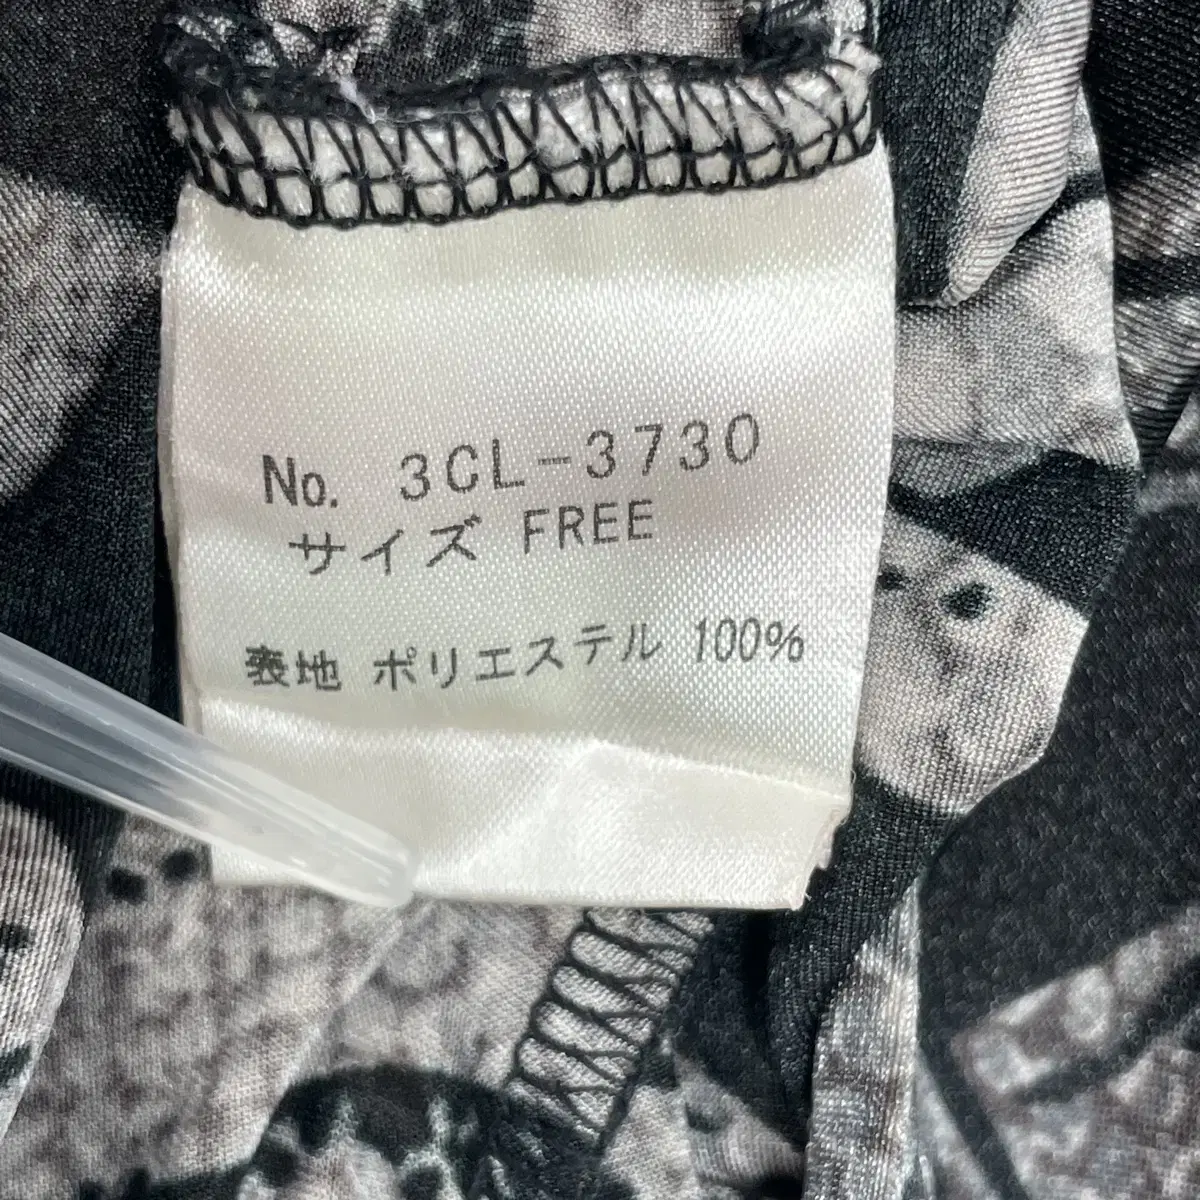 No. 3CL-3730
サイズ FREE
表地 ポリエステル 100%